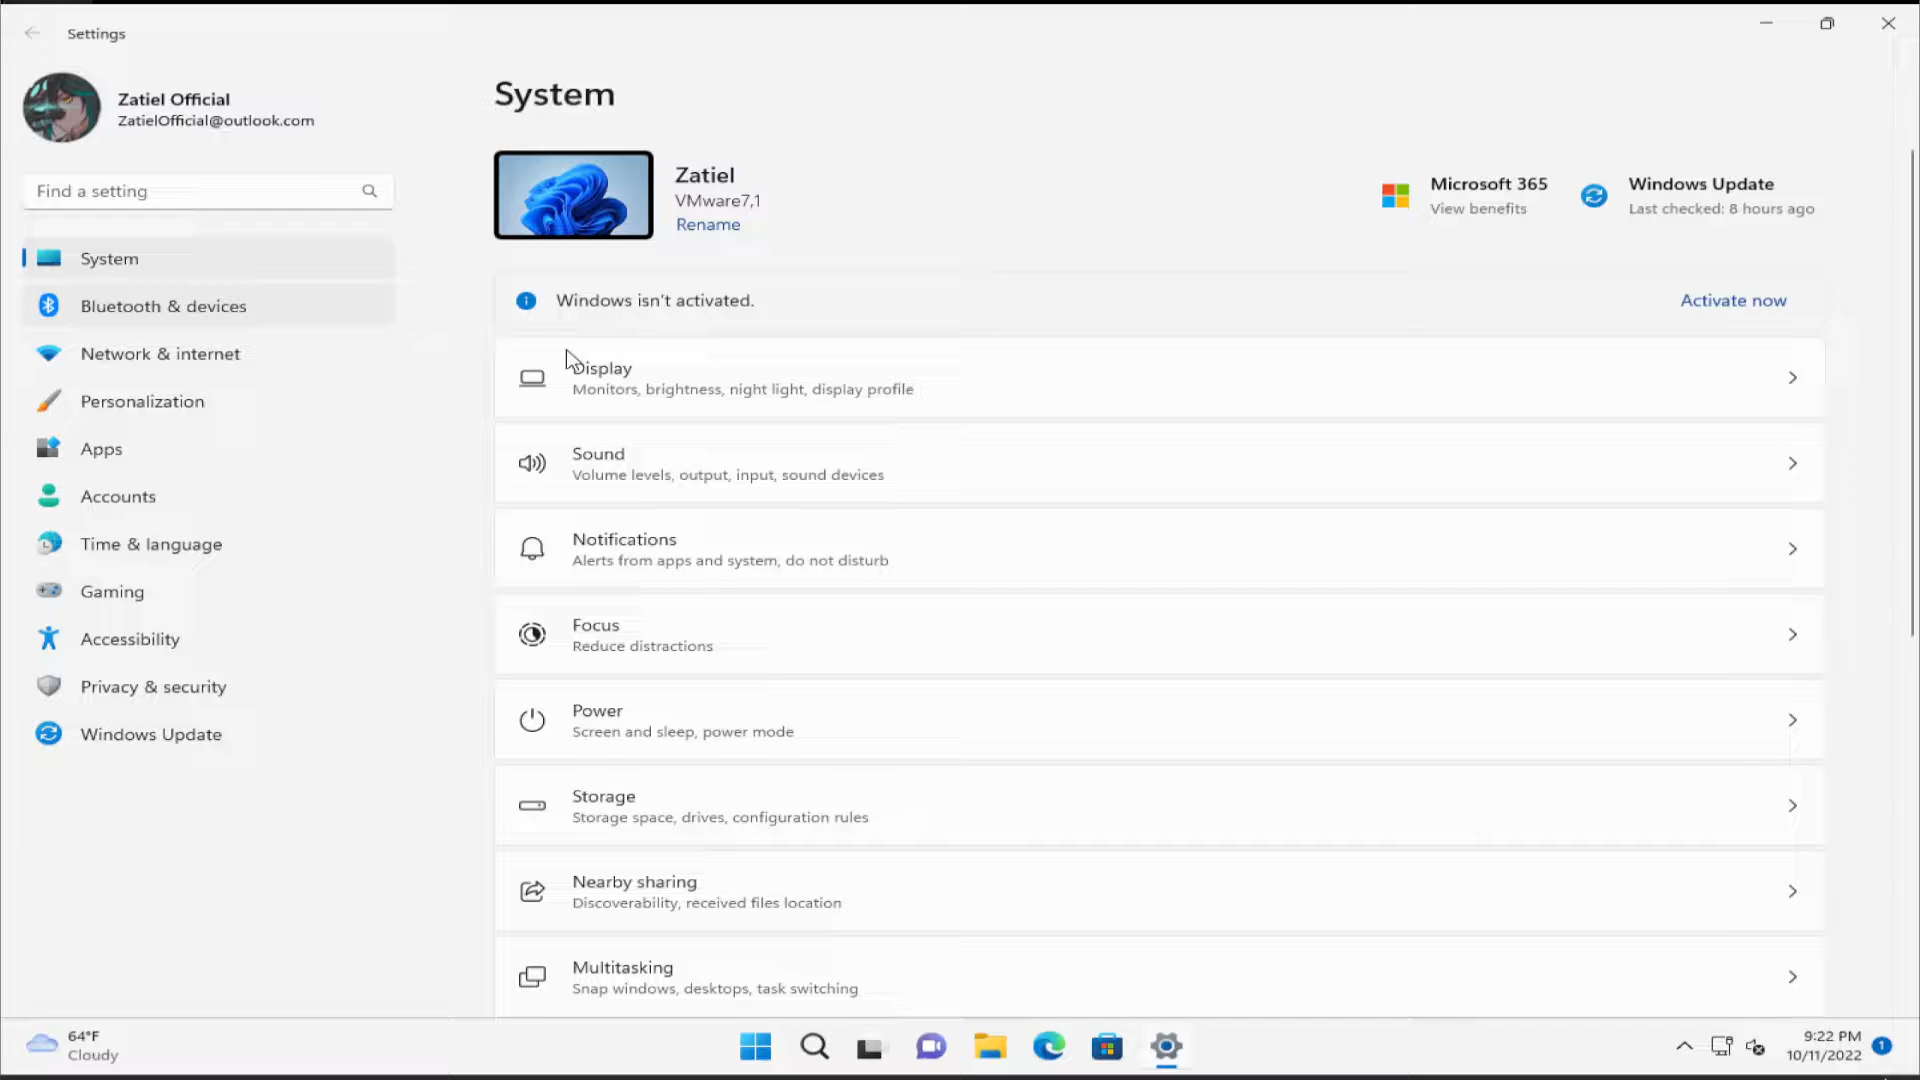 Settings
Zatiel Official
ZatielOfficial@outlook.com
Find a setting
System
Bluetooth & devices
Network & internet
Personalization
Apps
Accounts
Time & language
Gaming
Accessibility
Privacy & security
Windows Update
System
Zatiel
VMware7,1
Rename
Microsoft 365
View benefits
Windows Update
Last checked: 8 hours ago
Windows isn't activated.
Activate now
Display
Monitors, brightness, night light, display profile
Sound
Volume levels, output, input, sound devices
Notifications
Alerts from apps and system, do not disturb
Focus
Reduce distractions
Power
Screen and sleep, power mode
Storage
Storage space, drives, configuration rules
Nearby sharing
Discoverability, received files location
Multitasking
Snap windows, desktops, task switching
64°F
Cloudy
9:22 PM
10/11/2022
1